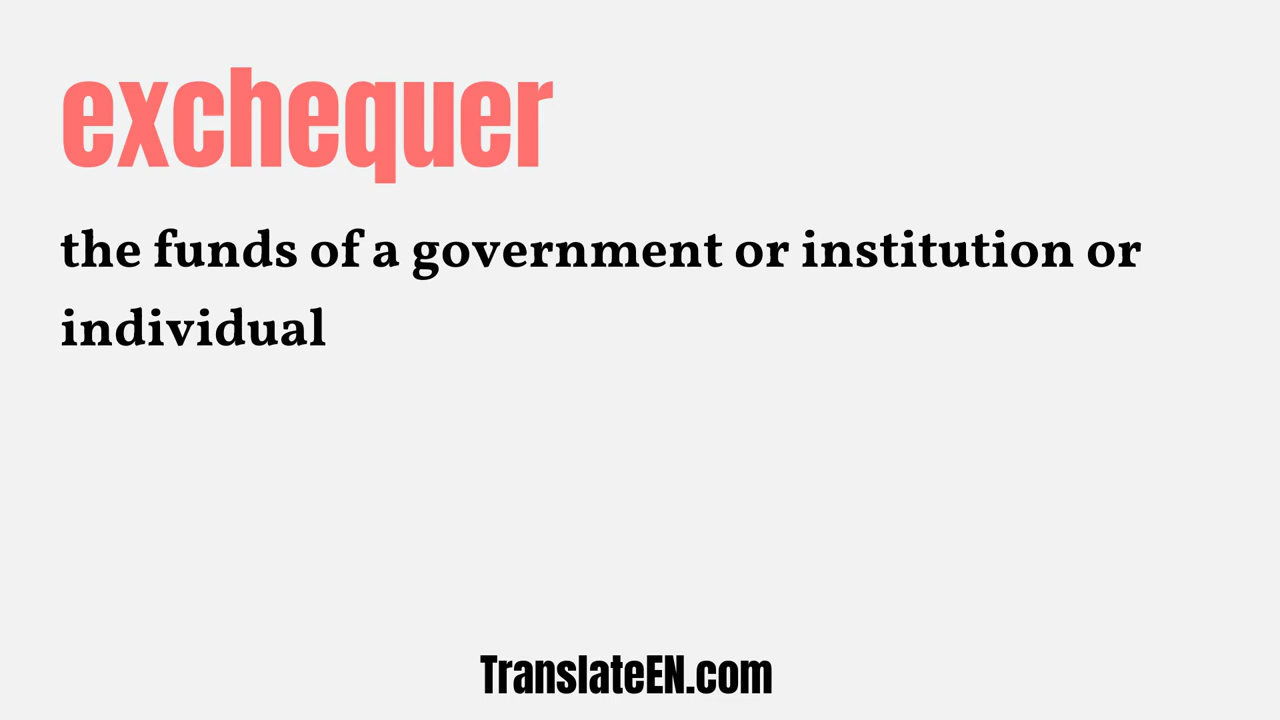 exchequer
the funds of a government or institution or
individual
TranslateEN.com